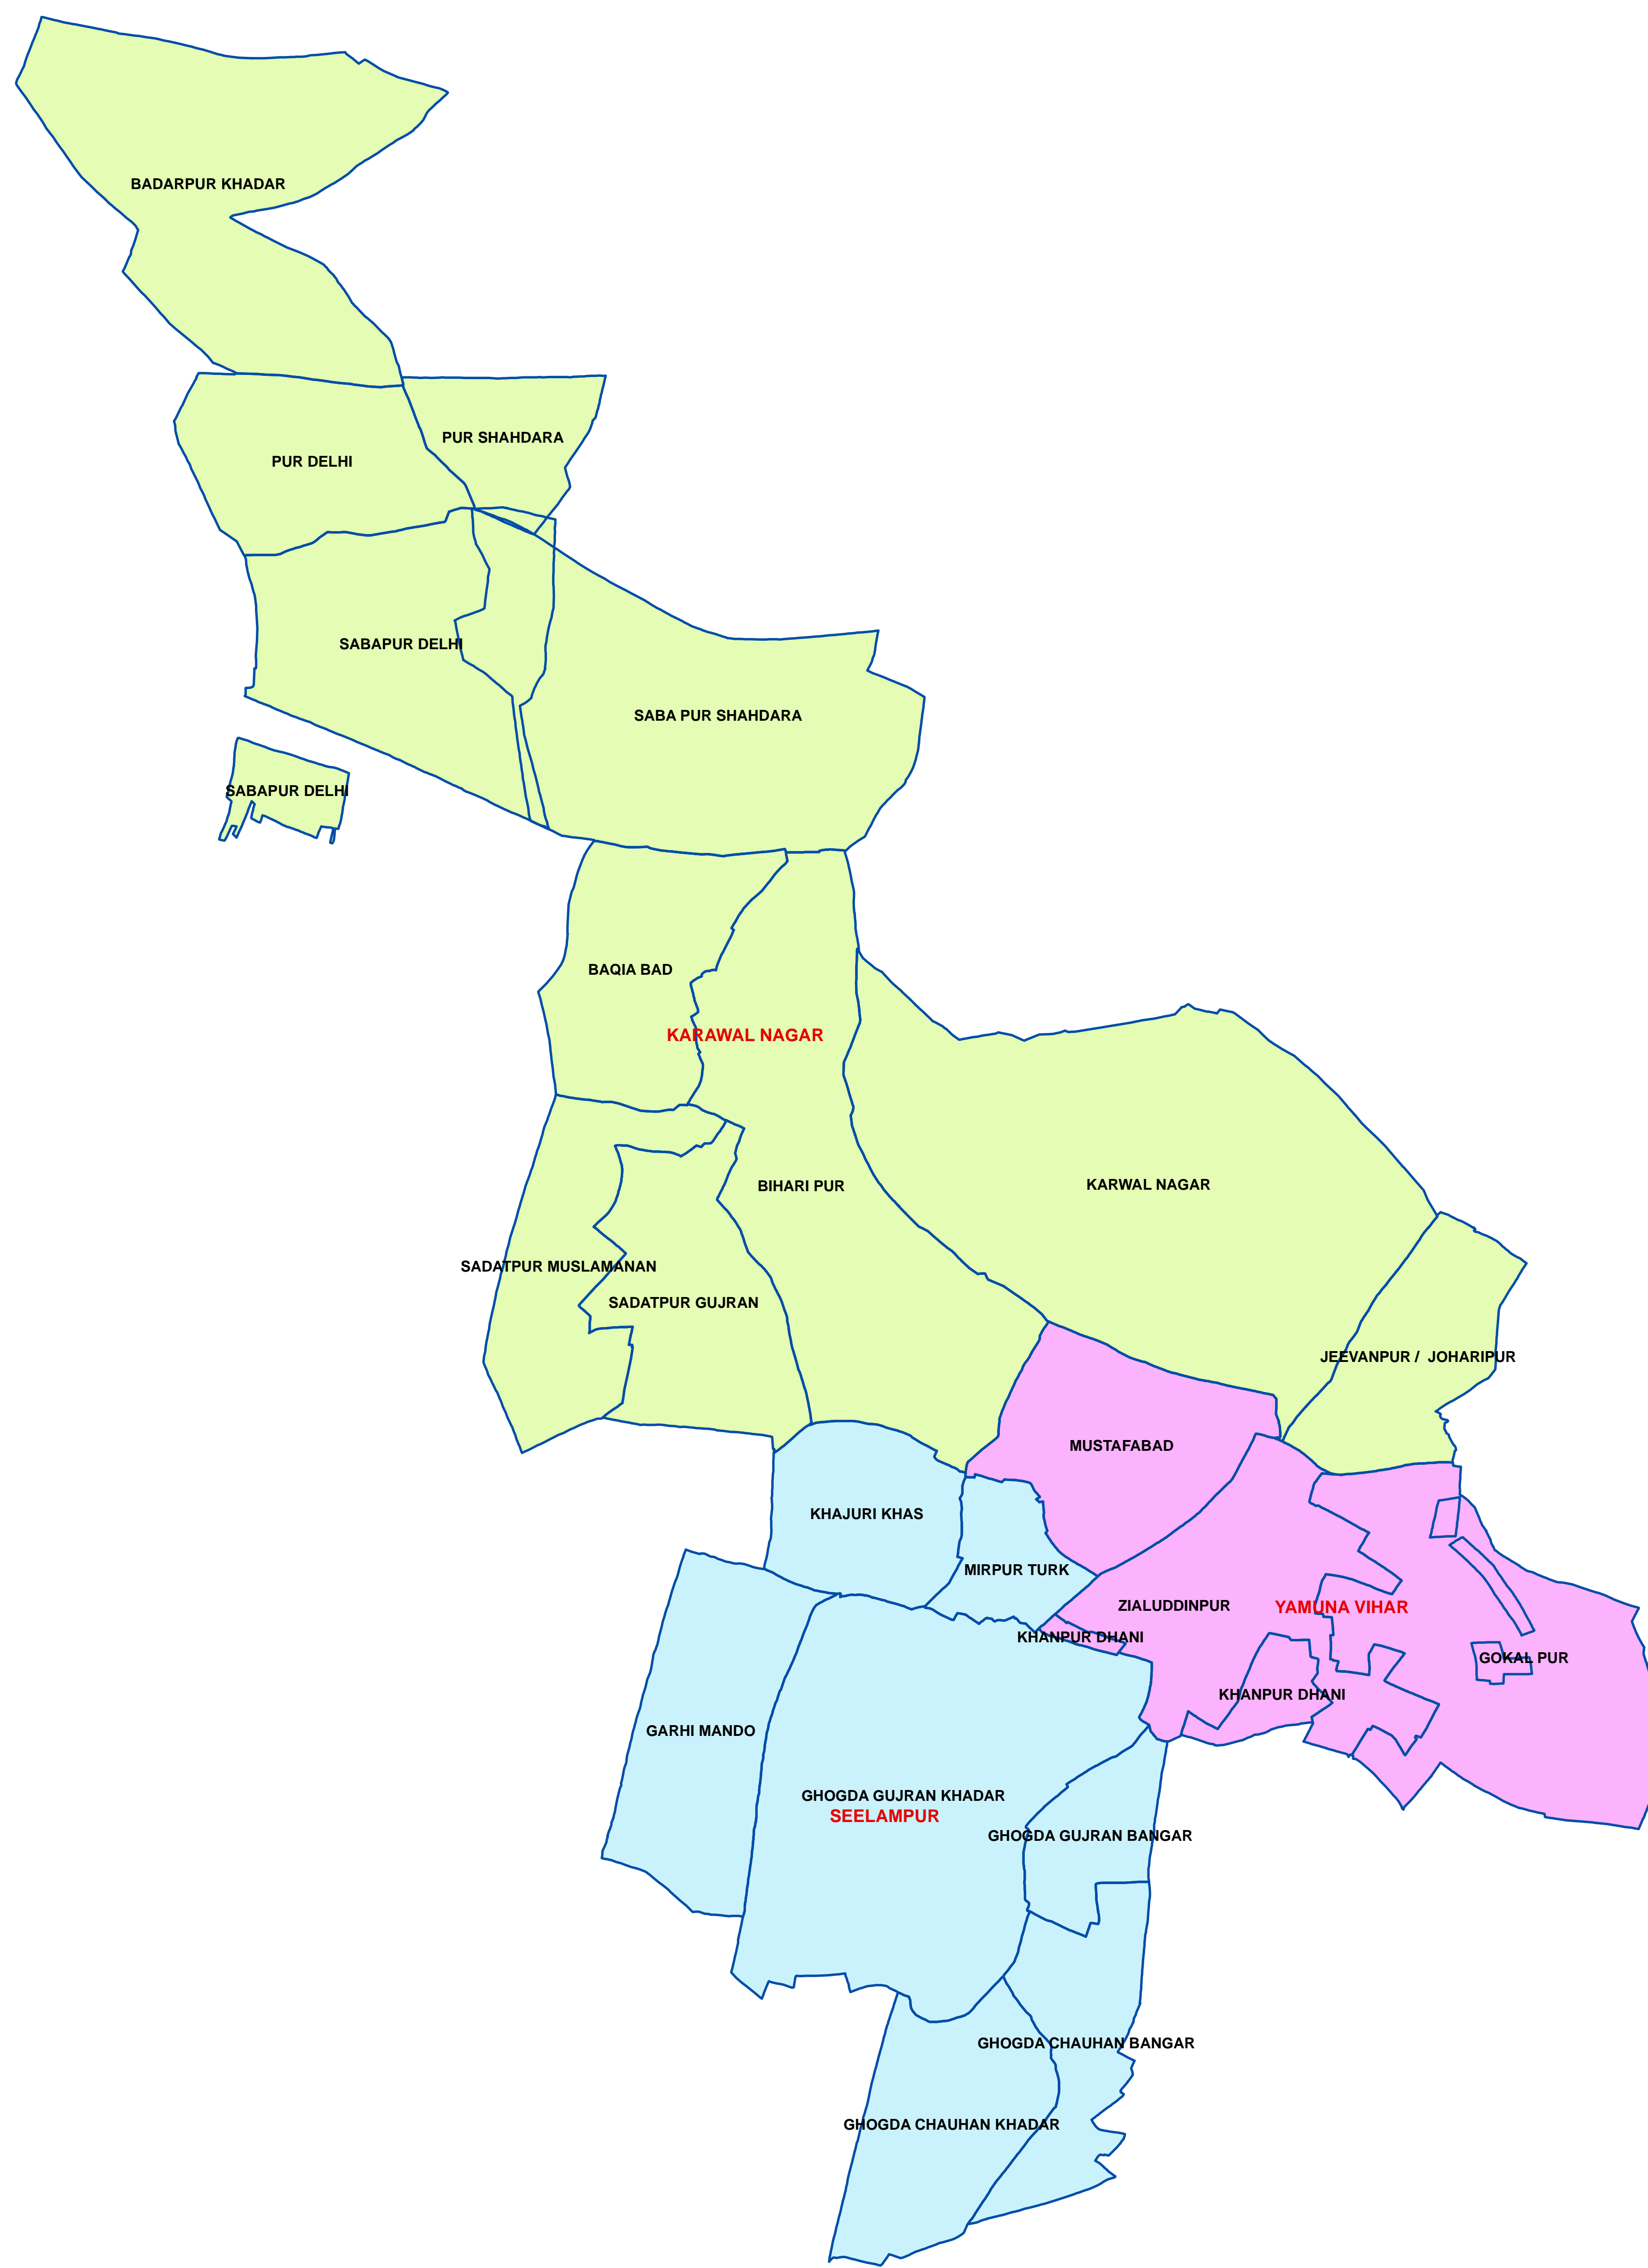 BADARPUR KHADAR
PUR SHAHDARA
PUR DELHI
SABAPUR DELHI
SABA PUR SHAHDARA
SABAPUR DELHI
BAQIA BAD
KARAWAL NAGAR
KARWAL NAGAR
BIHARI PUR
SADATPUR MUSLAMANAN
SADATPUR GUJRAN
JEEVANPUR / JOHARIPUR
MUSTAFABAD
KHAJURI KHAS
MIRPUR TURK
ZIALUDDINPUR
YAMUNA VIHAR
KHANPUR DHANI
GOKAL PUR
KHANPUR DHANI
GARHI MANDO
GHOGDA GUJRAN KHADAR
SEELAMPUR
GHOGDA GUJRAN BANGAR
GHOGDA CHAUHAN BANGAR
GHOGDA CHAUHAN KHADAR